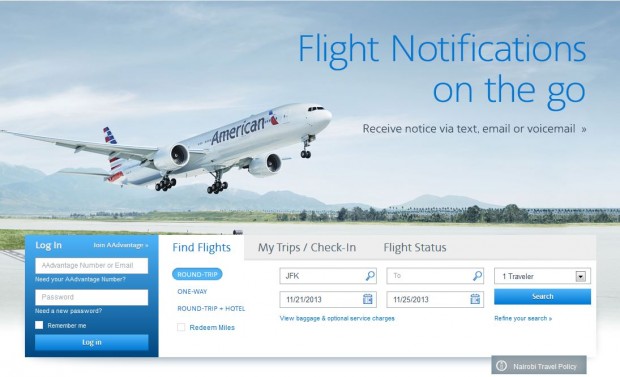 Flight Notifications
on the go
Receive notice via text, email or voicemail »
American
Log In
Join AAdvantage »
AAdvantage Number or Email
Need your AAdvantage Number?
Password
Need a new password?
Remember me
Log in
Find Flights
My Trips / Check-In
Flight Status
ROUND-TRIP
ONE-WAY
ROUND-TRIP + HOTEL
Redeem Miles
JFK
To
1 Traveler
11/21/2013
11/25/2013
Search
View baggage & optional service charges
Refine your search »
Nairobi Travel Policy